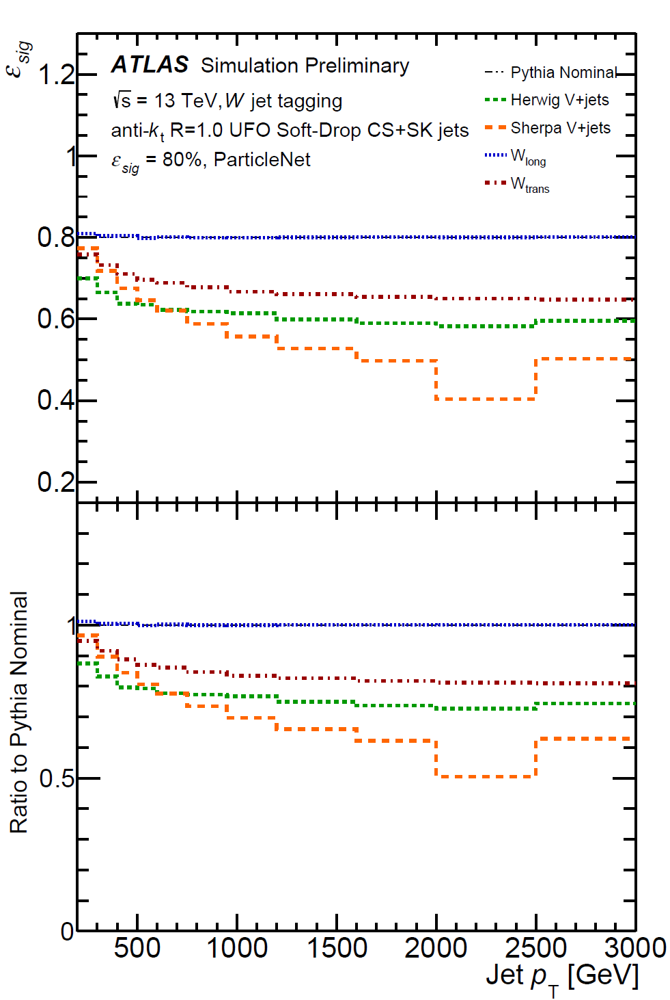 ε_sig
1.2
1
0.8
0.6
0.4
0.2
ATLAS Simulation Preliminary
√s = 13 TeV, W jet tagging
anti-k_t R=1.0 UFO Soft-Drop CS+SK jets
ε_sig = 80%, ParticleNet
Pythia Nominal
Herwig V+jets
Sherpa V+jets
W_long
W_trans
Ratio to Pythia Nominal
1
0.5
0
500 1000 1500 2000 2500 3000
Jet p_T [GeV]